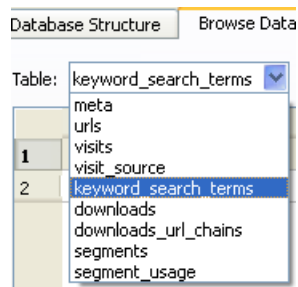 Database Structure Browse Data
Table: keyword_search_terms
meta
urls
1 visits
visit_source
2 keyword_search_terms
downloads
downloads_url_chains
segments
segment_usage